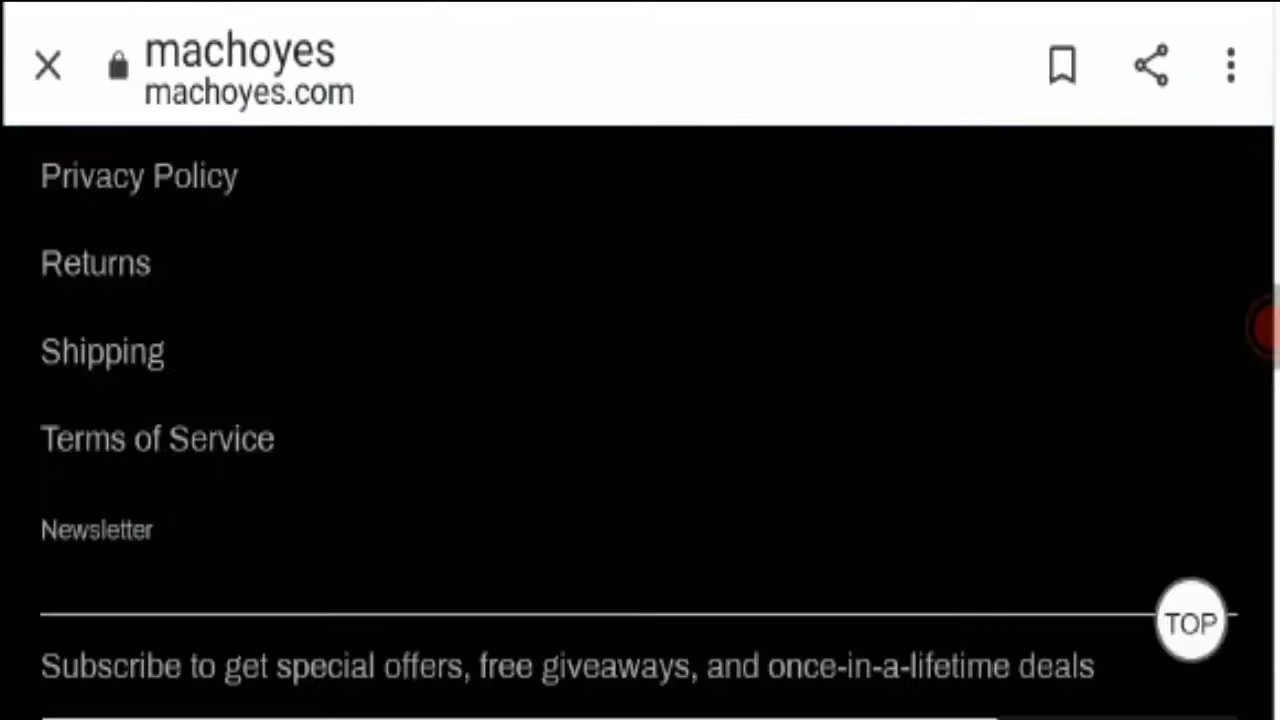 machoyes
machoyes.com
Privacy Policy
Returns
Shipping
Terms of Service
Newsletter
TOP
Subscribe to get special offers, free giveaways, and once-in-a-lifetime deals